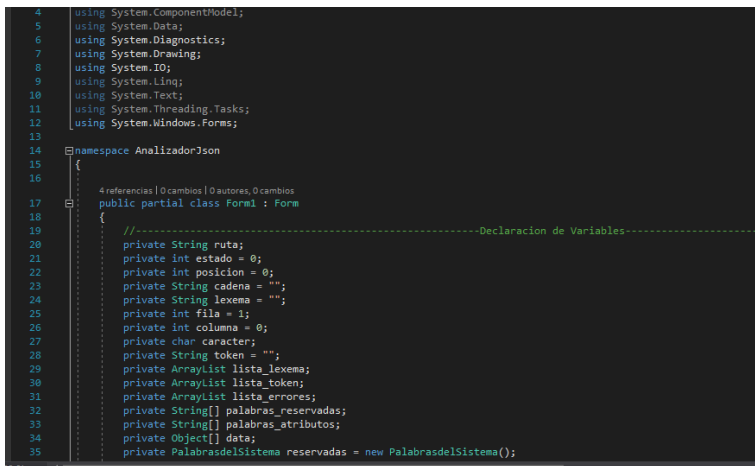 4 using System.ComponentModel;
5 using System.Data;
6 using System.Diagnostics;
7 using System.Drawing;
8 using System.IO;
9 using System.Linq;
10 using System.Text;
11 using System.Threading.Tasks;
12 using System.Windows.Forms;
13
14 namespace AnalizadorJson
15 {
16
4 referencias | 0 cambios | 0 autores, 0 cambios
17 public partial class Form1 : Form
18 {
19 //---------------------------------------------------------Declaracion de Variables---------------------
20 private String ruta;
21 private int estado = 0;
22 private int posicion = 0;
23 private String cadena = "";
24 private String lexema = "";
25 private int fila = 1;
26 private int columna = 0;
27 private char caracter;
28 private String token = "";
29 private ArrayList lista_lexema;
30 private ArrayList lista_token;
31 private ArrayList lista_errores;
32 private String[] palabras_reservadas;
33 private String[] palabras_atributos;
34 private Object[] data;
35 private PalabrasdelSistema reservadas = new PalabrasdelSistema();